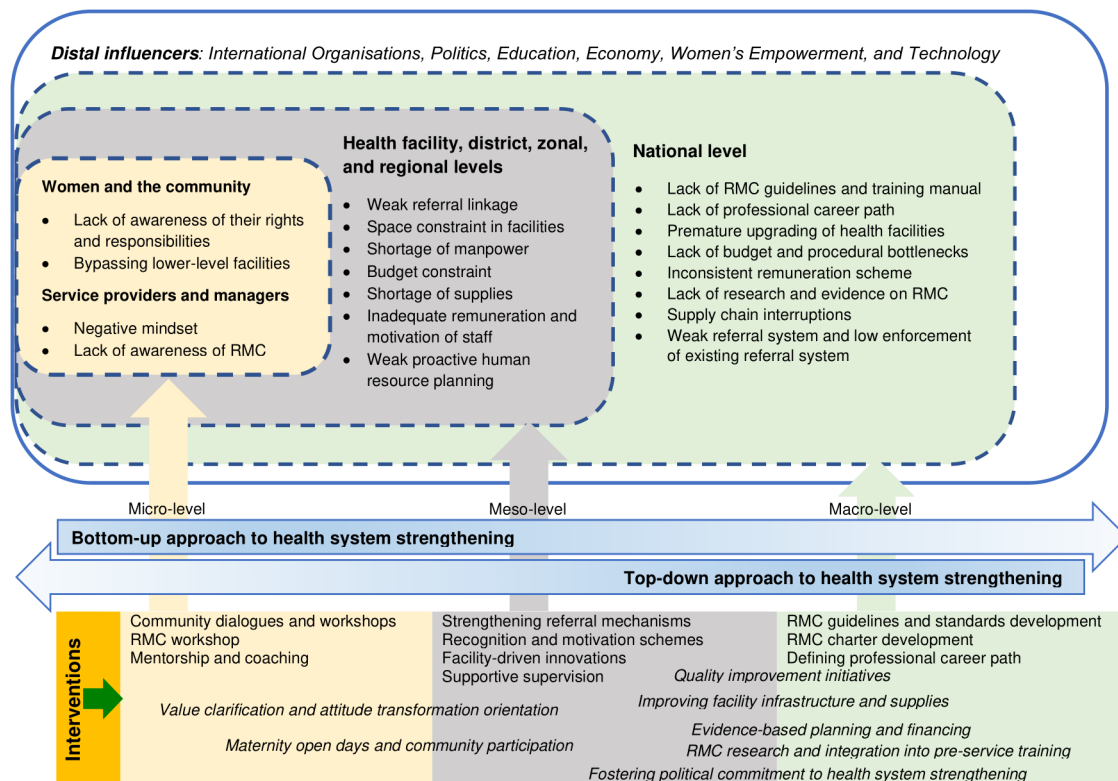 Distal influencers: International Organisations, Politics, Education, Economy, Women's Empowerment, and Technology
Women and the community
• Lack of awareness of their rights
and responsibilities
• Bypassing lower-level facilities
Service providers and managers
• Negative mindset
• Lack of awareness of RMC
Health facility, district, zonal,
and regional levels
• Weak referral linkage
• Space constraint in facilities
• Shortage of manpower
• Budget constraint
• Shortage of supplies
• Inadequate remuneration and
motivation of staff
• Weak proactive human
resource planning
National level
• Lack of RMC guidelines and training manual
• Lack of professional career path
• Premature upgrading of health facilities
• Lack of budget and procedural bottlenecks
• Inconsistent remuneration scheme
• Lack of research and evidence on RMC
• Supply chain interruptions
• Weak referral system and low enforcement
of existing referral system
Micro-level
Meso-level
Macro-level
Bottom-up approach to health system strengthening
Top-down approach to health system strengthening
Interventions
Community dialogues and workshops
RMC workshop
Mentorship and coaching
Strengthening referral mechanisms
Recognition and motivation schemes
Facility-driven innovations
Supportive supervision
RMC guidelines and standards development
RMC charter development
Defining professional career path
Quality improvement initiatives
Value clarification and attitude transformation orientation
Improving facility infrastructure and supplies
Maternity open days and community participation
Evidence-based planning and financing
RMC research and integration into pre-service training
Fostering political commitment to health system strengthening